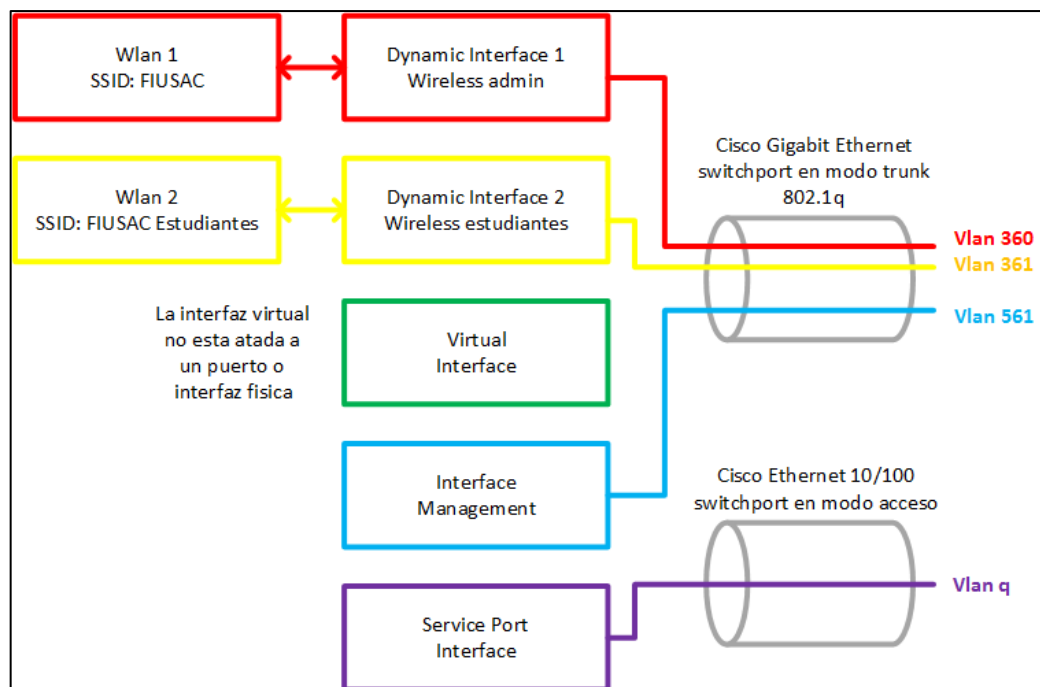 Wlan 1
SSID: FIUSAC
Dynamic Interface 1
Wireless admin
Cisco Gigabit Ethernet
switchport en modo trunk
802.1q
Wlan 2
SSID: FIUSAC Estudiantes
Dynamic Interface 2
Wireless estudiantes
Vlan 360
Vlan 361
Vlan 561
La interfaz virtual
no esta atada a
un puerto o
interfaz fisica
Virtual
Interface
Interface
Management
Cisco Ethernet 10/100
switchport en modo acceso
Vlan q
Service Port
Interface